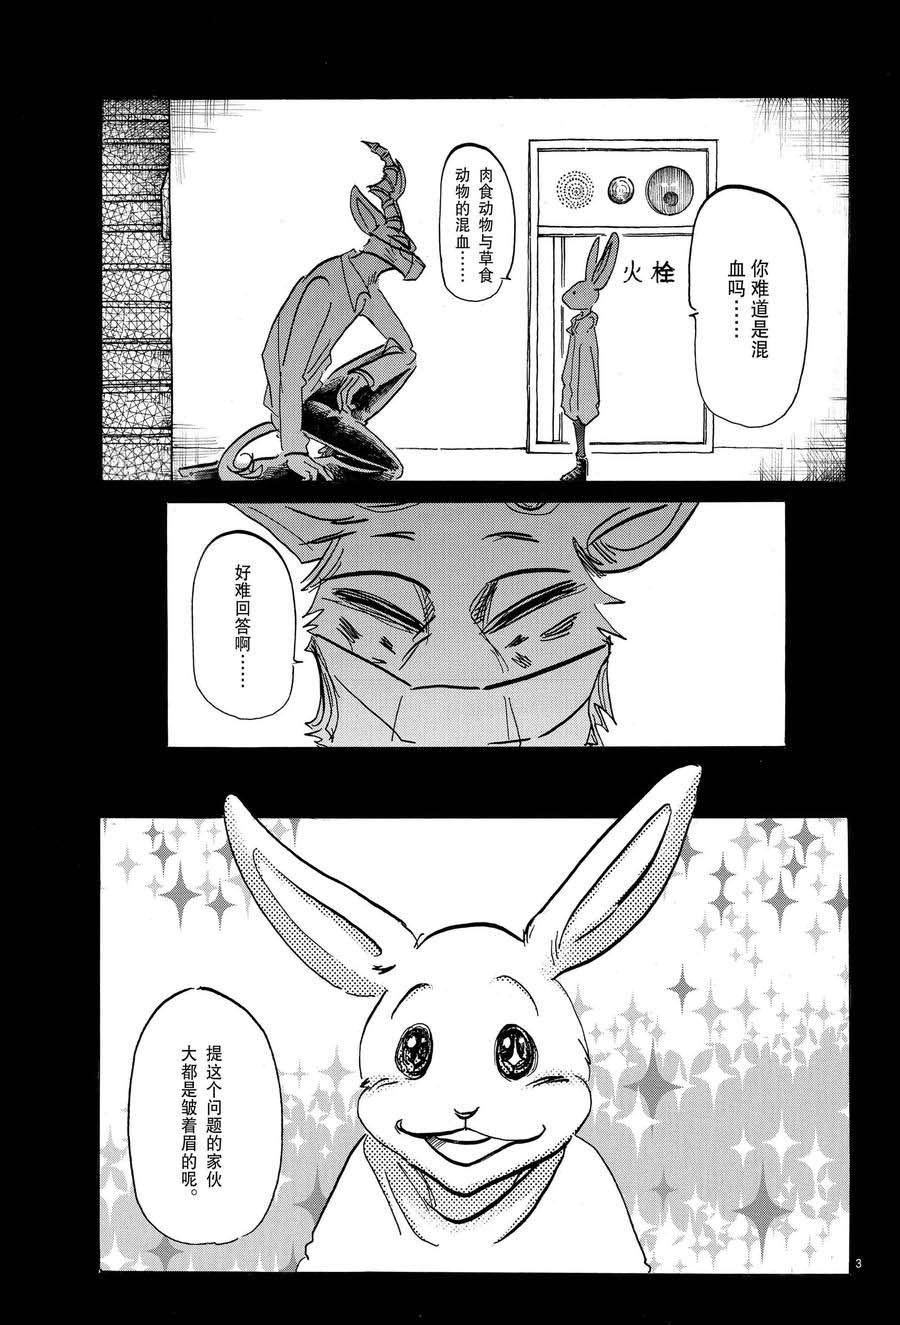 你难道是混
血吗……
火栓
肉食动物与草食
动物的混血……
好难回答啊……
提这个问题的家伙
大都是皱着眉的呢。
3